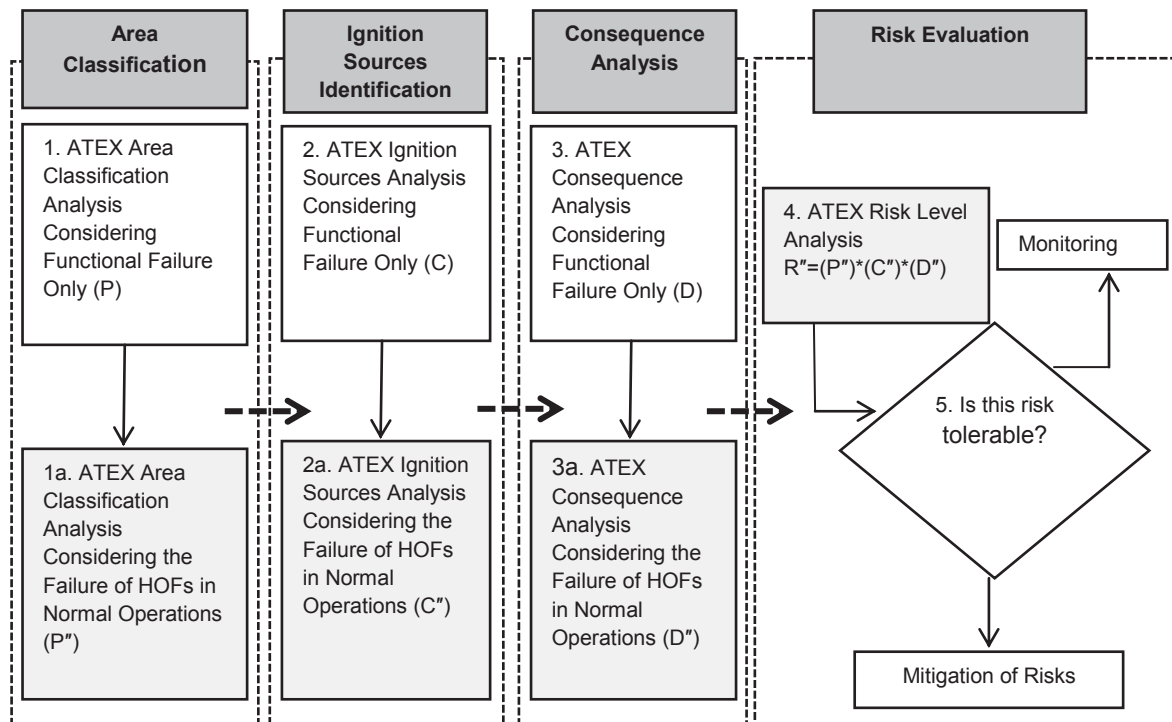 Area
Classification
1. ATEX Area
Classification
Analysis
Considering
Functional Failure
Only (P)
1a. ATEX Area
Classification
Analysis
Considering the
Failure of HOFs in
Normal Operations
(P″)
Ignition
Sources
Identification
2. ATEX Ignition
Sources Analysis
Considering
Functional
Failure Only (C)
2a. ATEX Ignition
Sources Analysis
Considering the
Failure of HOFs
in Normal
Operations (C″)
Consequence
Analysis
3. ATEX
Consequence
Analysis
Considering
Functional
Failure Only (D)
3a. ATEX
Consequence
Analysis
Considering the
Failure of HOFs
in Normal
Operations (D″)
Risk Evaluation
4. ATEX Risk Level
Analysis
R″=(P″)*(C″)*(D″)
Monitoring
5. Is this risk
tolerable?
Mitigation of Risks